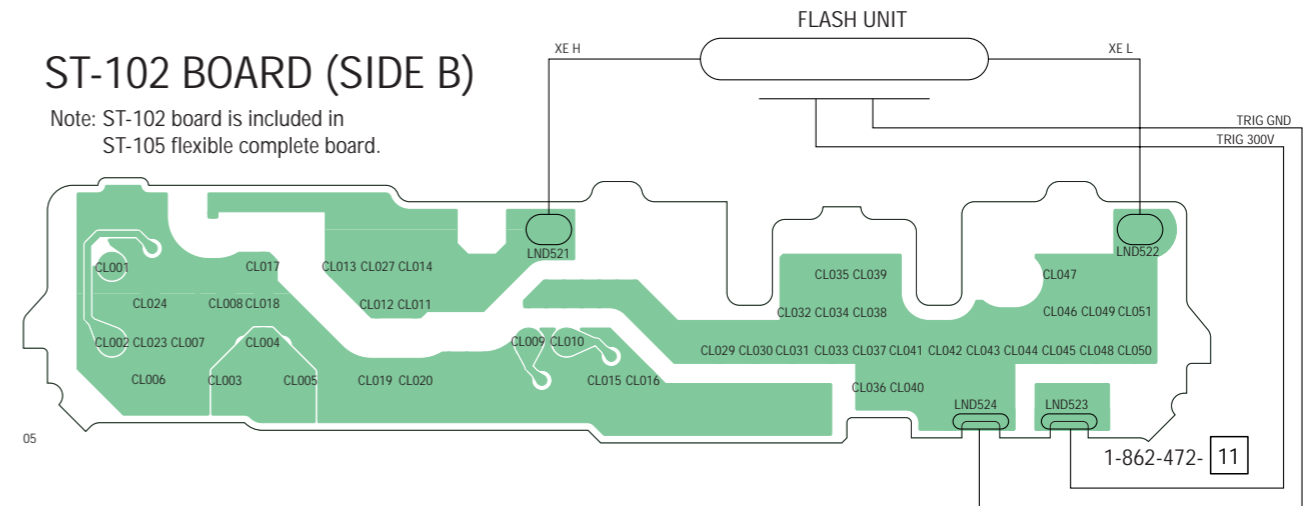 FLASH UNIT
XE H
XE L
ST-102 BOARD (SIDE B)
Note: ST-102 board is included in
ST-105 flexible complete board.
TRIG GND
TRIG 300V
LND521
LND522
CL001
CL017
CL013 CL027 CL014
CL035 CL039
CL047
CL024
CL008 CL018
CL012 CL011
CL032 CL034 CL038
CL046 CL049 CL051
CL002 CL023 CL007
CL004
CL009 CL010
CL029 CL030 CL031 CL033 CL037 CL041 CL042 CL043 CL044 CL045 CL048 CL050
CL006
CL003
CL005
CL019 CL020
CL015 CL016
CL036 CL040
LND524
LND523
05
1-862-472- 11